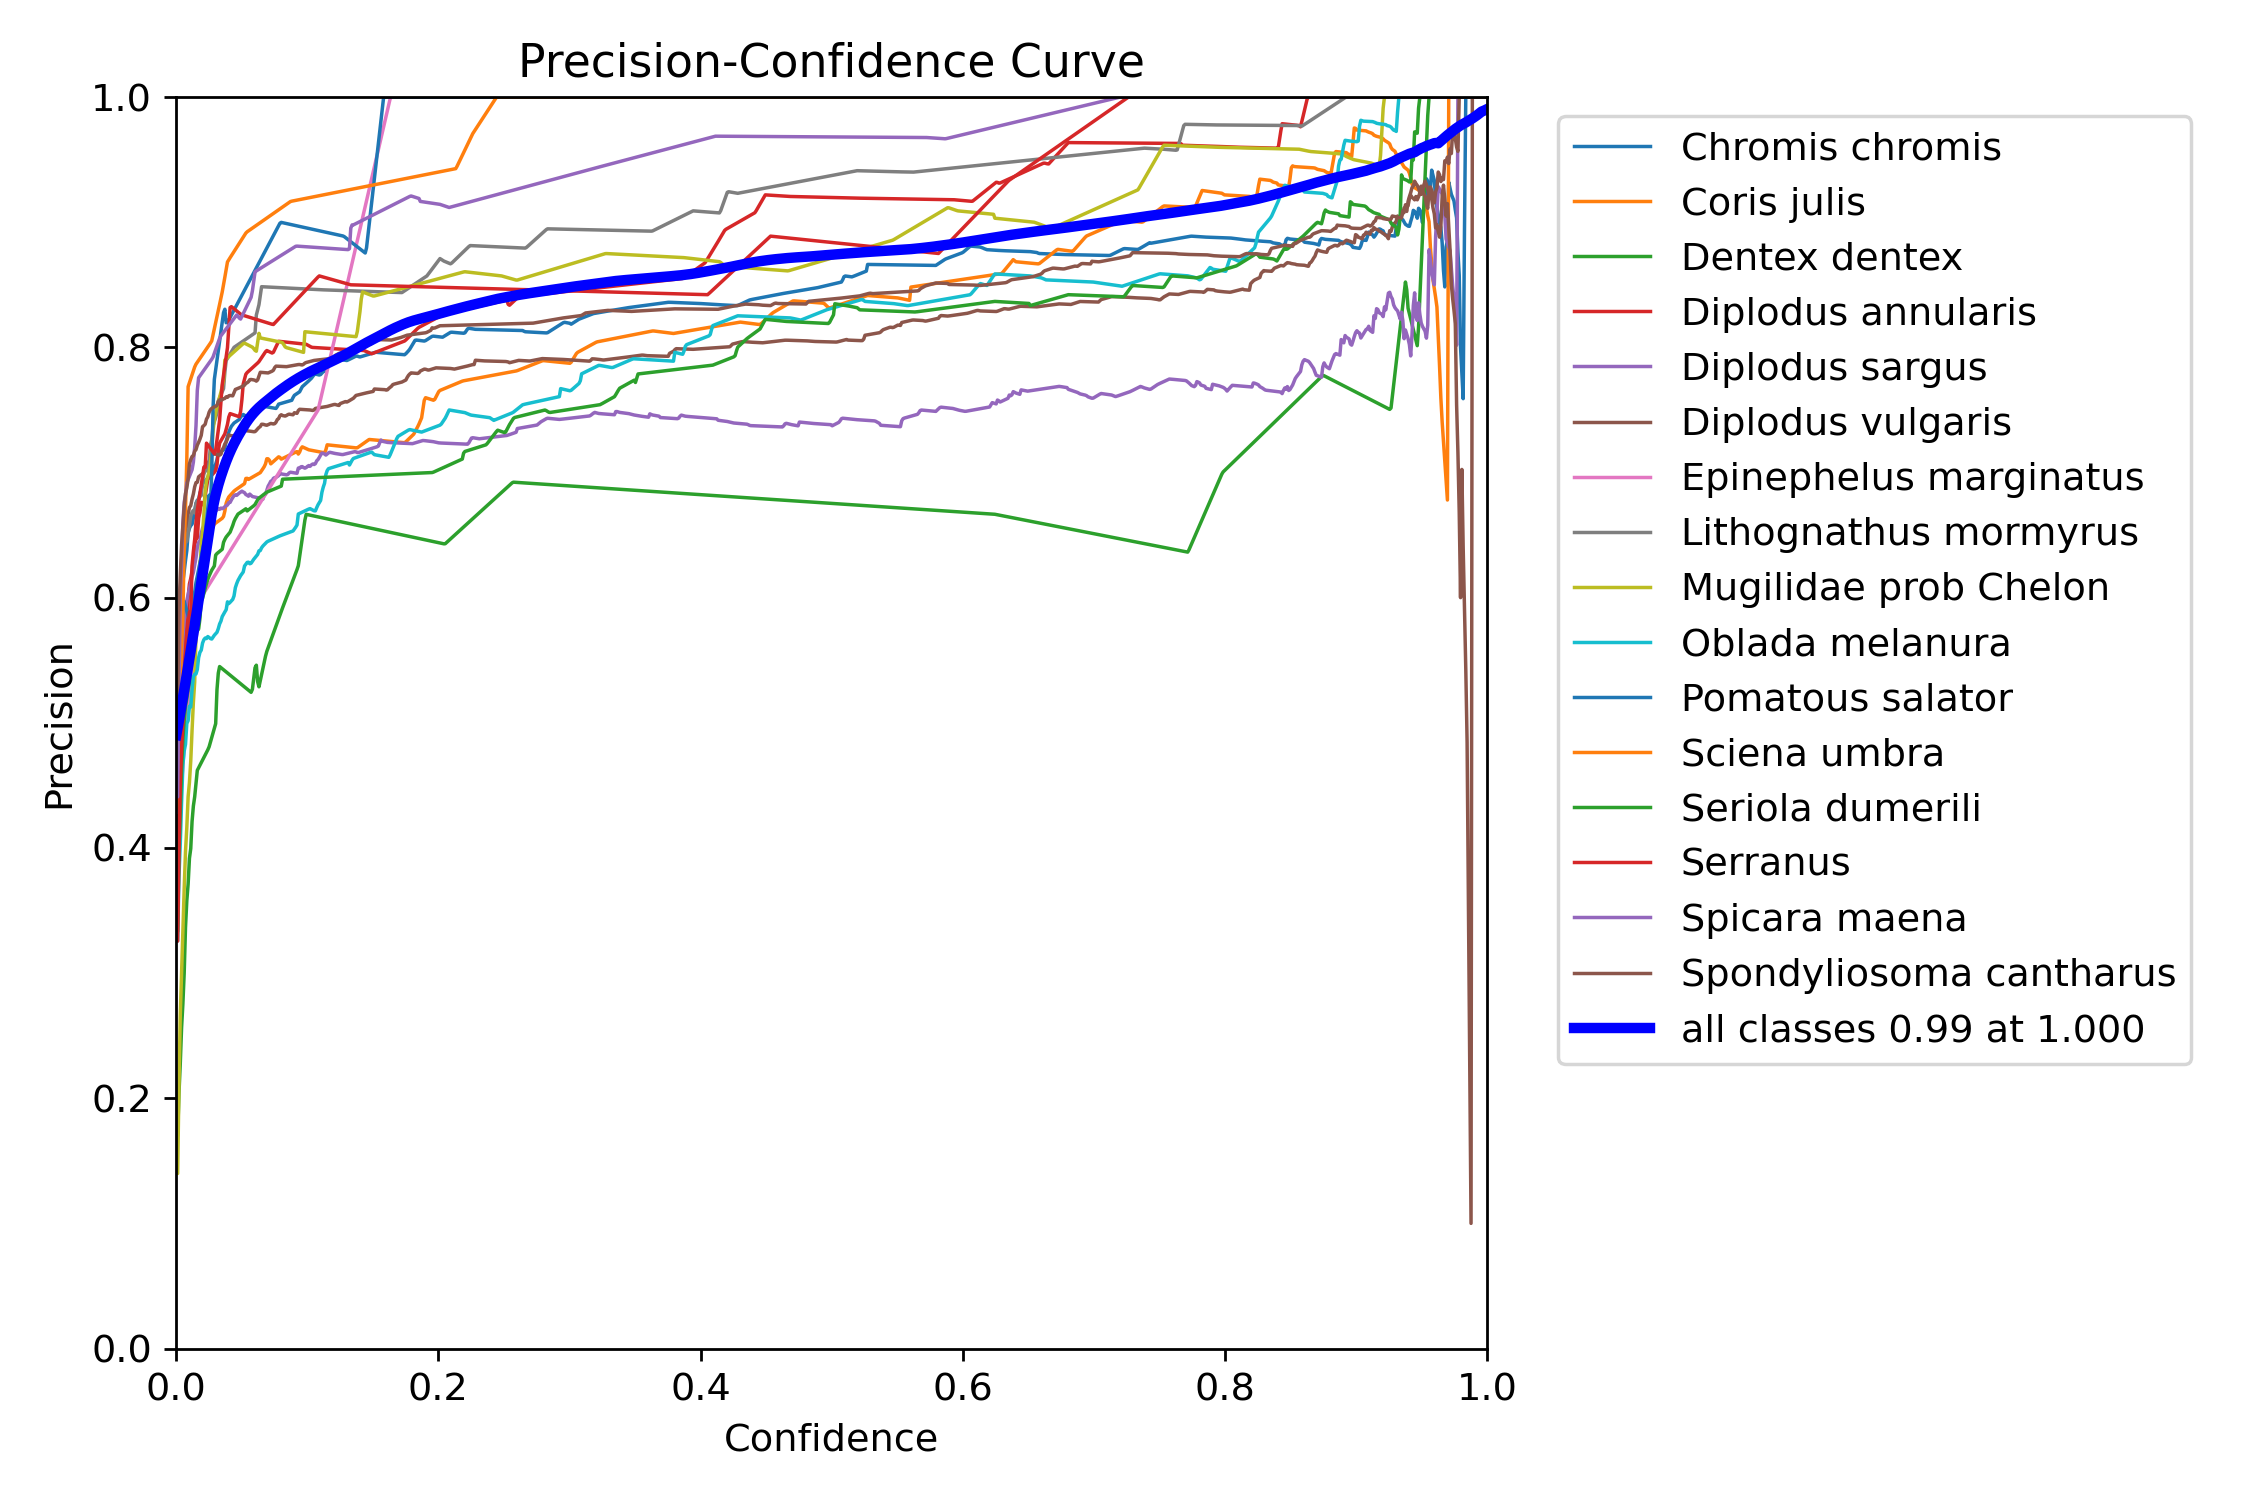 Precision-Confidence Curve
1.0
0.8
0.6
0.4
0.2
0.0
Precision
0.0 0.2 0.4 0.6 0.8 1.0
Confidence
Chromis chromis
Coris julis
Dentex dentex
Diplodus annularis
Diplodus sargus
Diplodus vulgaris
Epinephelus marginatus
Lithognathus mormyrus
Mugilidae prob Chelon
Oblada melanura
Pomatous salator
Sciena umbra
Seriola dumerili
Serranus
Spicara maena
Spondyliosoma cantharus
all classes 0.99 at 1.000